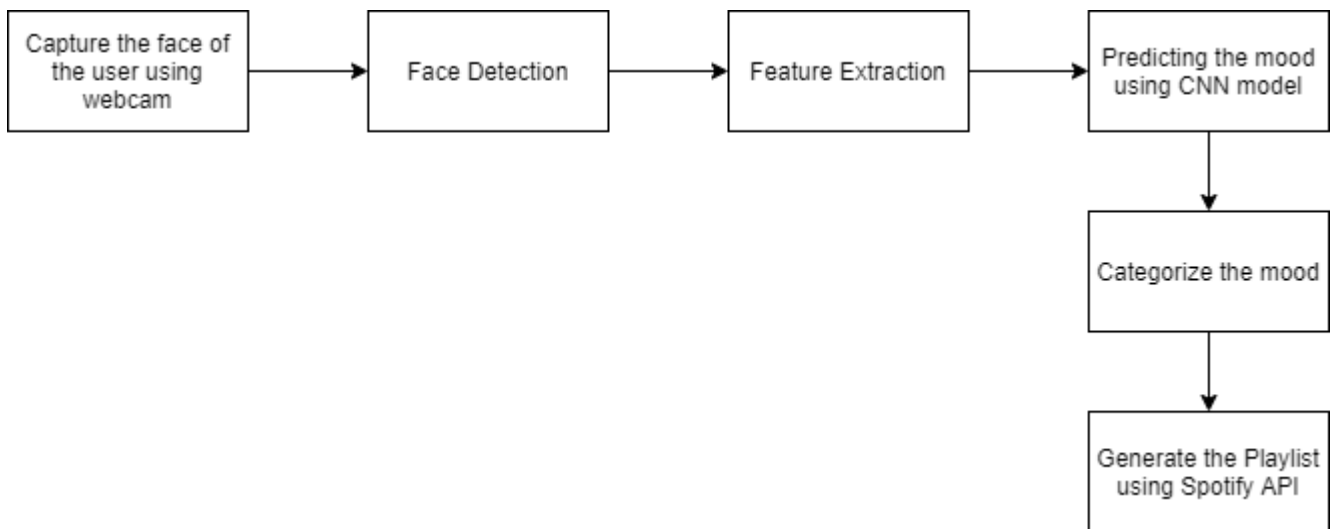 Capture the face of
the user using
webcam
Face Detection
Feature Extraction
Predicting the mood
using CNN model
Categorize the mood
Generate the Playlist
using Spotify API